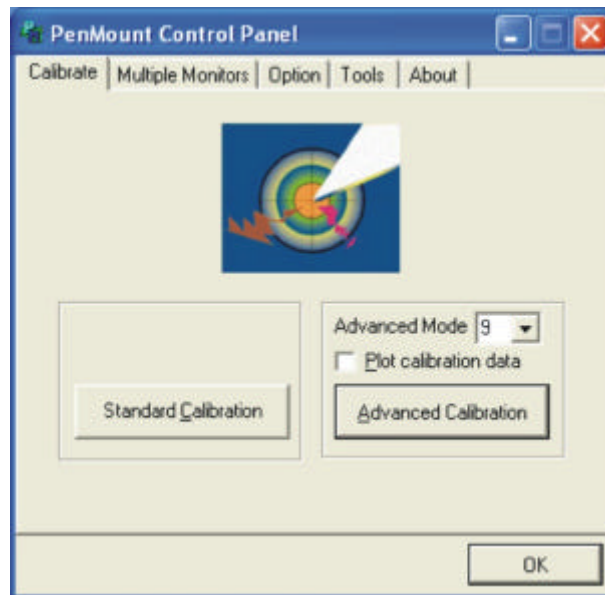 PenMount Control Panel
Calibrate Multiple Monitors Option Tools About
Advanced Mode 9
Plot calibration data
Standard Calibration Advanced Calibration
OK